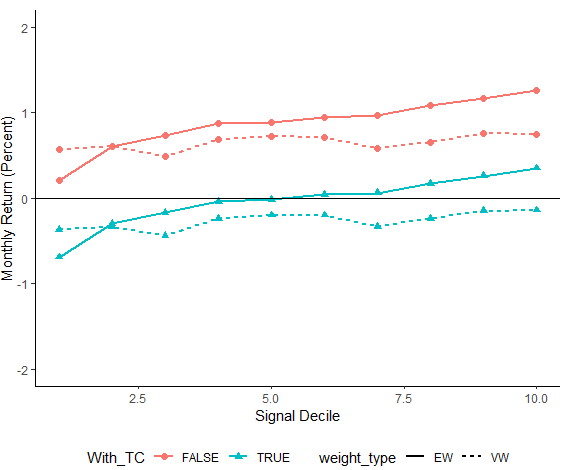 Monthly Return (Percent)
2
1
0
-1
-2
2.5 5.0 7.5 10.0
Signal Decile
With_TC FALSE TRUE weight_type EW VW